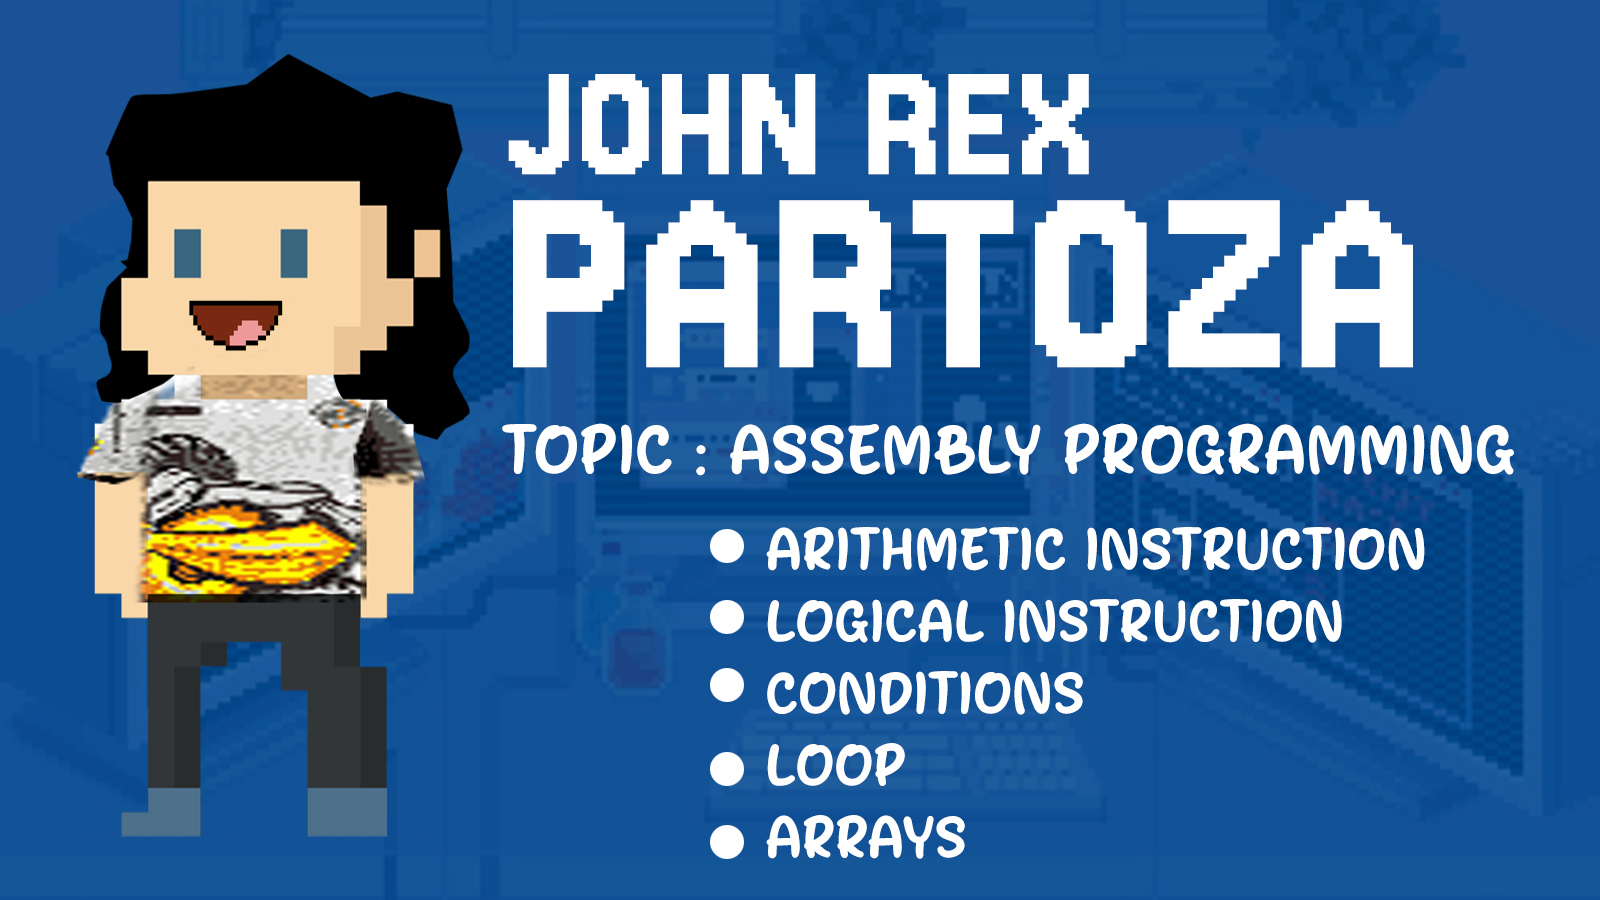 JOHN REX
PARTOZA
TOPIC : ASSEMBLY PROGRAMMING
● ARITHMETIC INSTRUCTION
● LOGICAL INSTRUCTION
● CONDITIONS
● LOOP
● ARRAYS